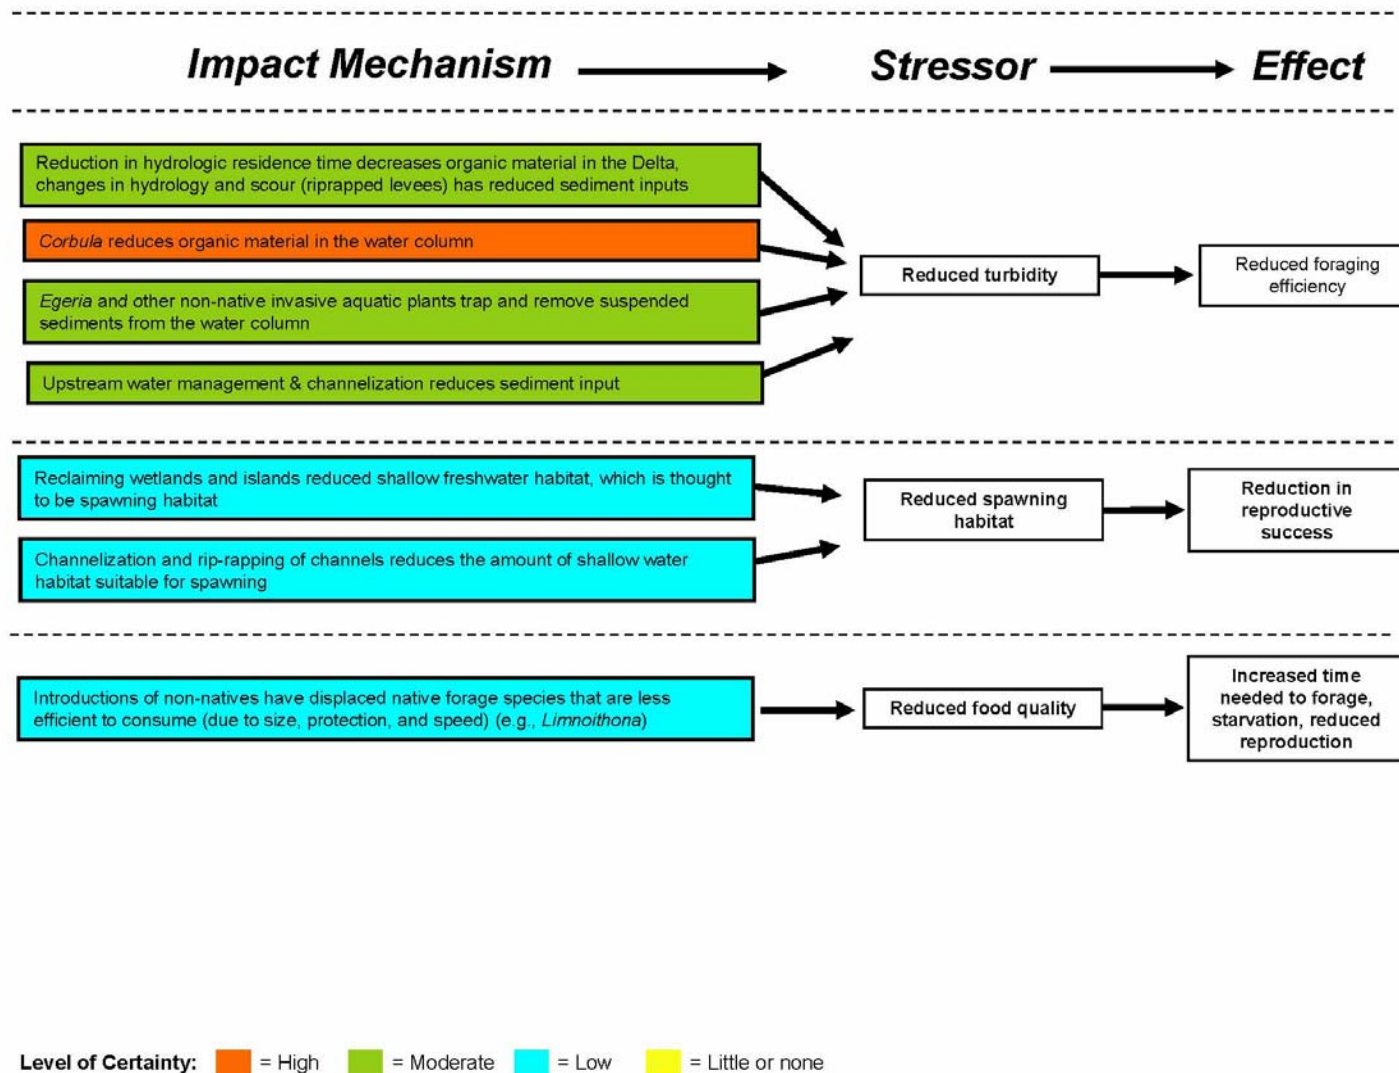 Impact Mechanism
Stressor
Effect
Reduction in hydrologic residence time decreases organic material in the Delta,
changes in hydrology and scour (riprapped levees) has reduced sediment inputs
Corbula reduces organic material in the water column
Egeria and other non-native invasive aquatic plants trap and remove suspended
sediments from the water column
Upstream water management & channelization reduces sediment input
Reduced turbidity
Reduced foraging
efficiency
Reclaiming wetlands and islands reduced shallow freshwater habitat, which is thought
to be spawning habitat
Channelization and rip-rapping of channels reduces the amount of shallow water
habitat suitable for spawning
Reduced spawning
habitat
Reduction in
reproductive
success
Introductions of non-natives have displaced native forage species that are less
efficient to consume (due to size, protection, and speed) (e.g., Limnoithona)
Reduced food quality
Increased time
needed to forage,
starvation, reduced
reproduction
Level of Certainty: = High = Moderate = Low = Little or none